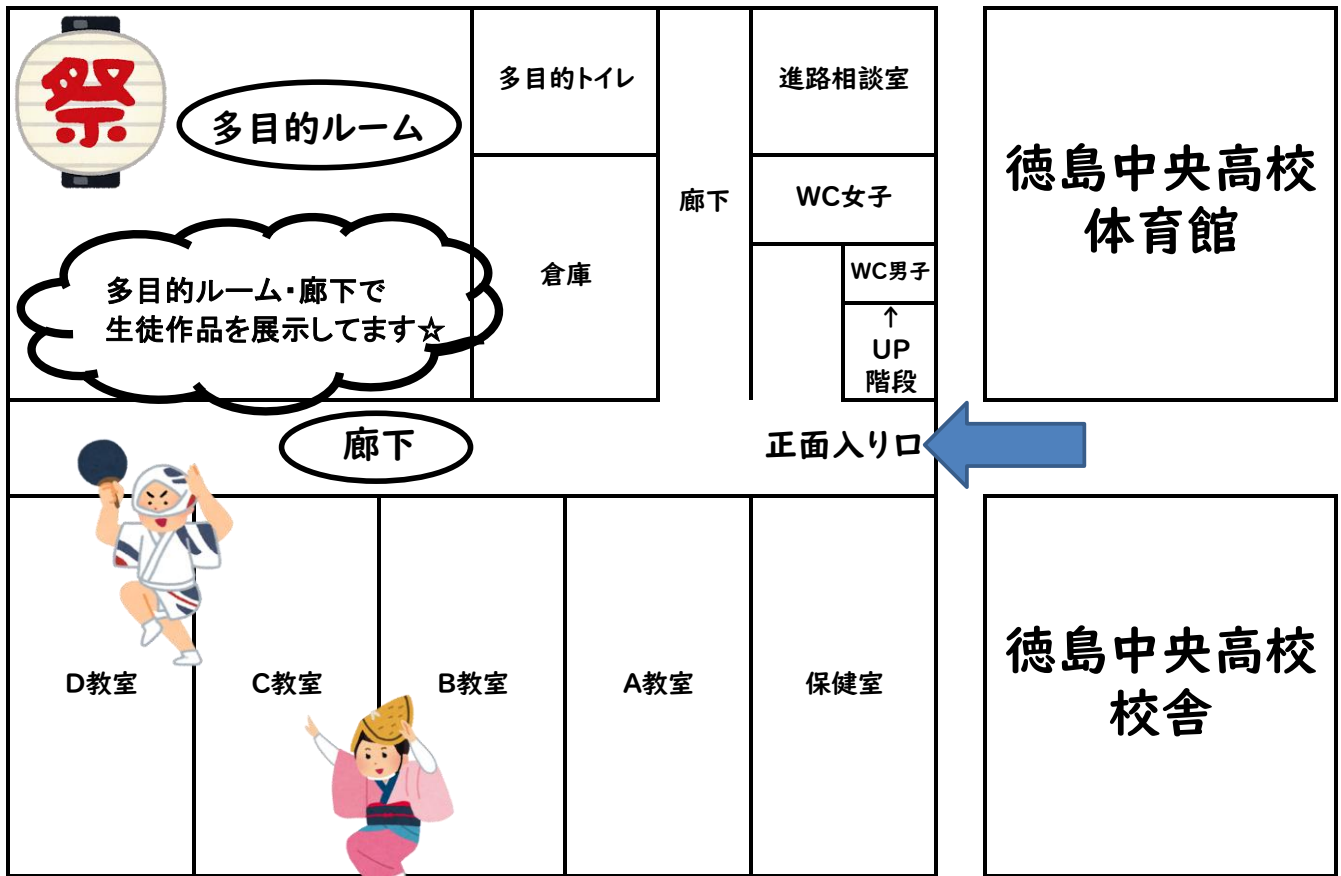 祭
多目的ルーム
多目的トイレ
進路相談室
徳島中央高校
体育館
WC女子
廊下
倉庫
WC男子
多目的ルーム・廊下で
生徒作品を展示してます☆
↑
UP
階段
廊下
正面入り口
D教室
C教室
B教室
A教室
保健室
徳島中央高校
校舎